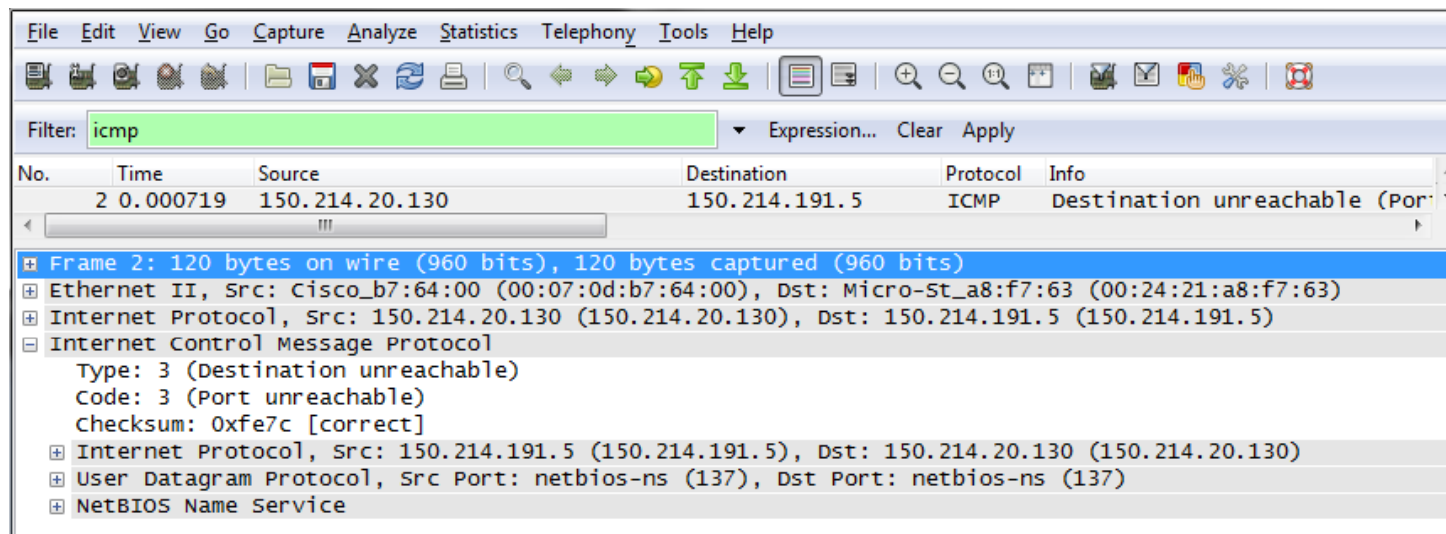 File Edit View Go Capture Analyze Statistics Telephony Tools Help
Filter: icmp Expression... Clear Apply
No. Time Source Destination Protocol Info
2 0.000719 150.214.20.130 150.214.191.5 ICMP Destination unreachable (Por
Frame 2: 120 bytes on wire (960 bits), 120 bytes captured (960 bits)
Ethernet II, Src: Cisco_b7:64:00 (00:07:0d:b7:64:00), Dst: Micro-St_a8:f7:63 (00:24:21:a8:f7:63)
Internet Protocol, Src: 150.214.20.130 (150.214.20.130), Dst: 150.214.191.5 (150.214.191.5)
Internet Control Message Protocol
Type: 3 (Destination unreachable)
Code: 3 (Port unreachable)
Checksum: 0xfe7c [correct]
Internet Protocol, Src: 150.214.191.5 (150.214.191.5), Dst: 150.214.20.130 (150.214.20.130)
User Datagram Protocol, Src Port: netbios-ns (137), Dst Port: netbios-ns (137)
NetBIOS Name Service